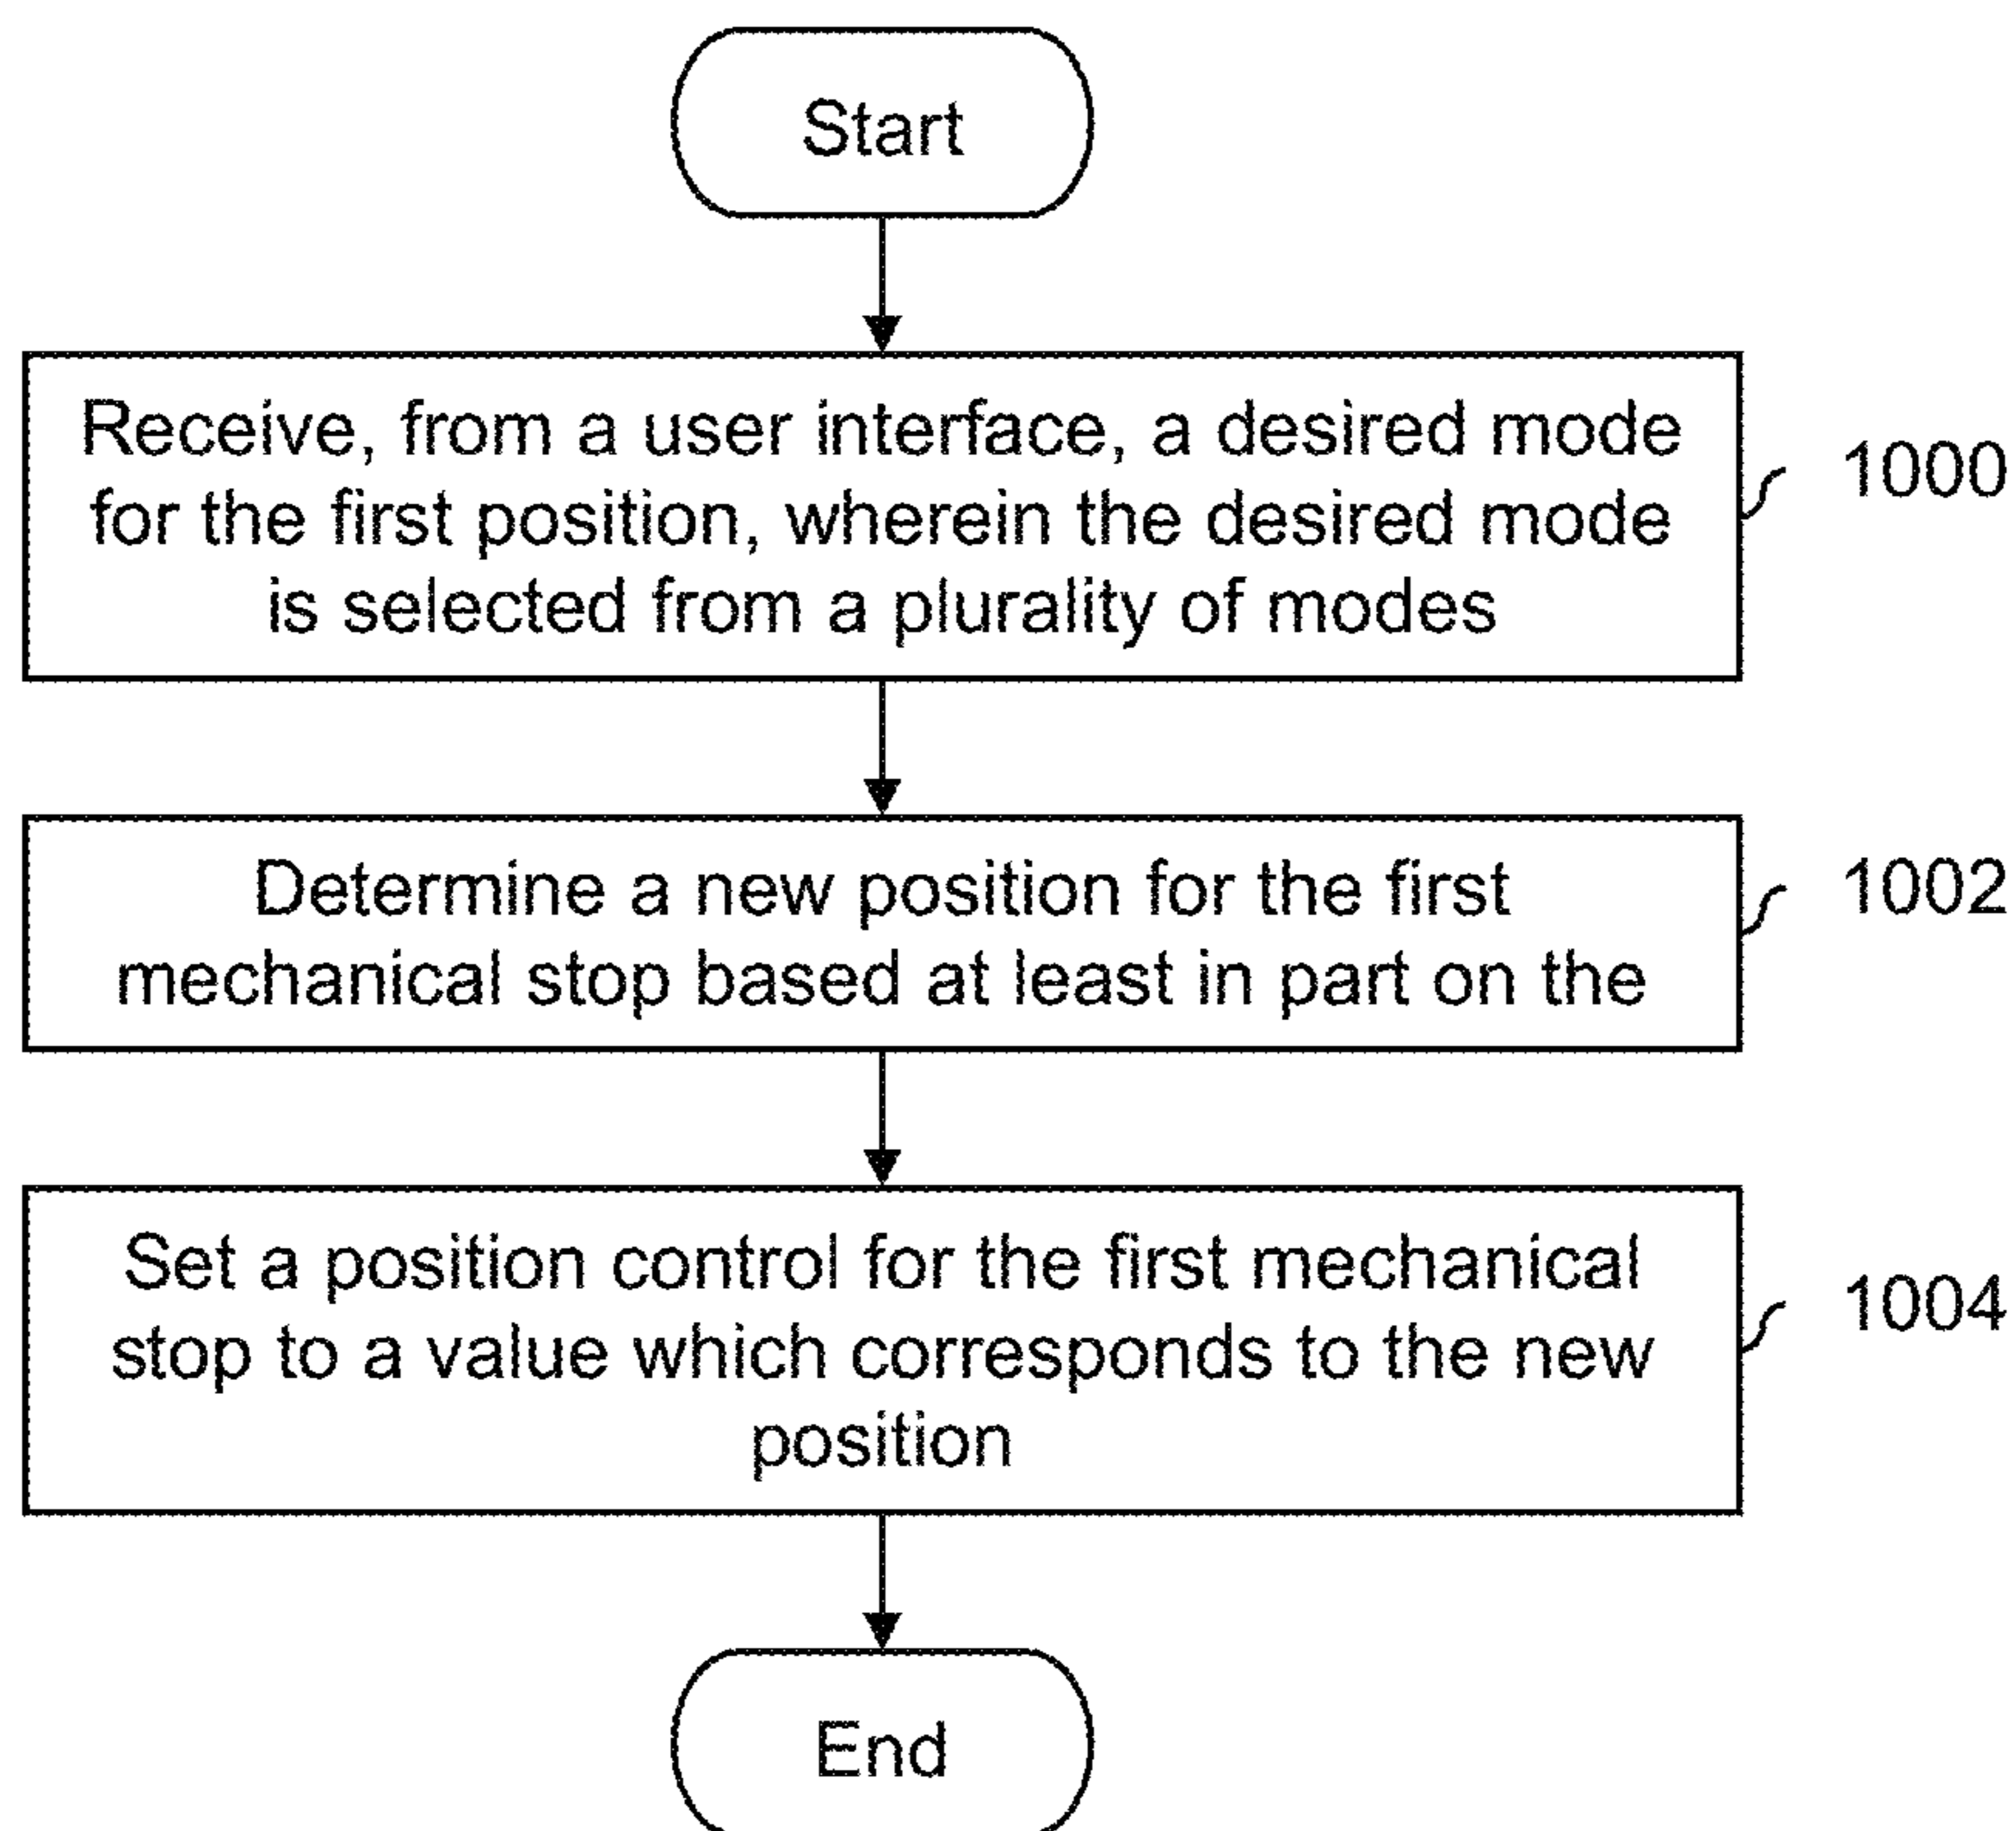 Start
Receive, from a user interface, a desired mode
for the first position, wherein the desired mode
is selected from a plurality of modes
1000
Determine a new position for the first
mechanical stop based at least in part on the
1002
Set a position control for the first mechanical
stop to a value which corresponds to the new
position
1004
End